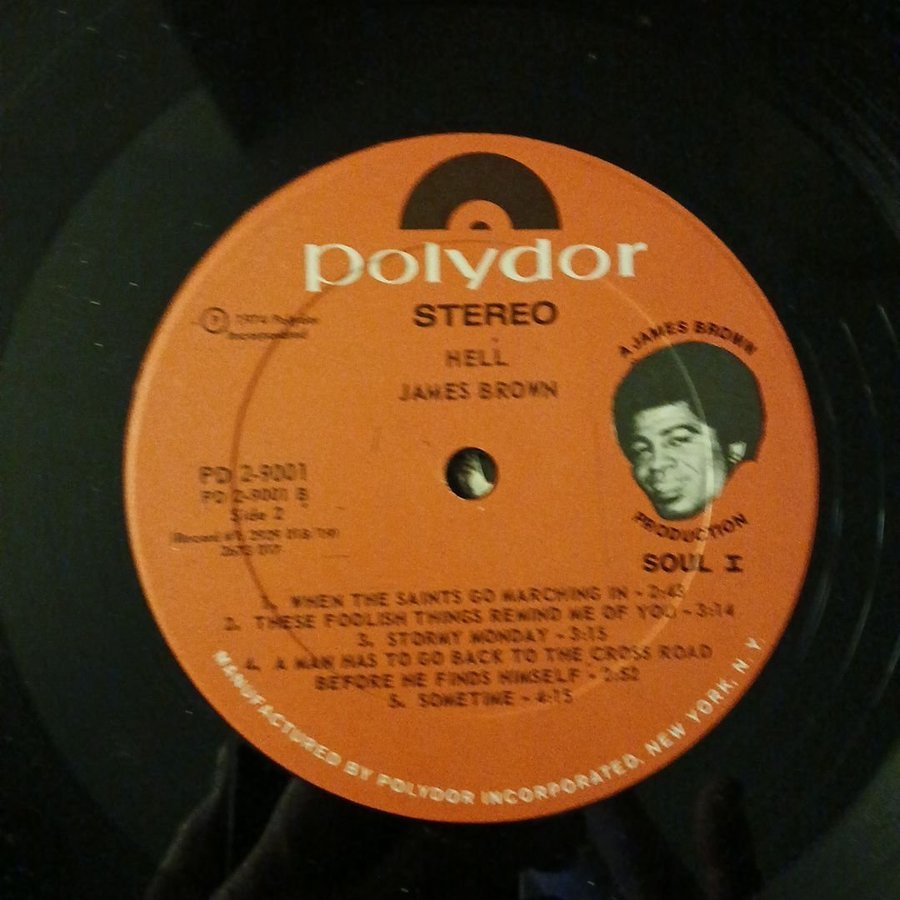 polydor
STEREO
HELL
JAMES BROWN
Ⓟ 1974 Polydor
Incorporated
A JAMES BROWN
PRODUCTION
SOUL I
PD 2-9001
PD 2-9001 B
Side 2
1. WHEN THE SAINTS GO MARCHING IN - 2:45
2. THESE FOOLISH THINGS REMIND ME OF YOU - 3:14
3. STORMY MONDAY - 3:15
4. A MAN HAS TO GO BACK TO THE CROSS ROAD
BEFORE HE FINDS HIMSELF - 2:52
5. SOMETIME - 4:15
MANUFACTURED BY POLYDOR INCORPORATED, NEW YORK, N.Y.